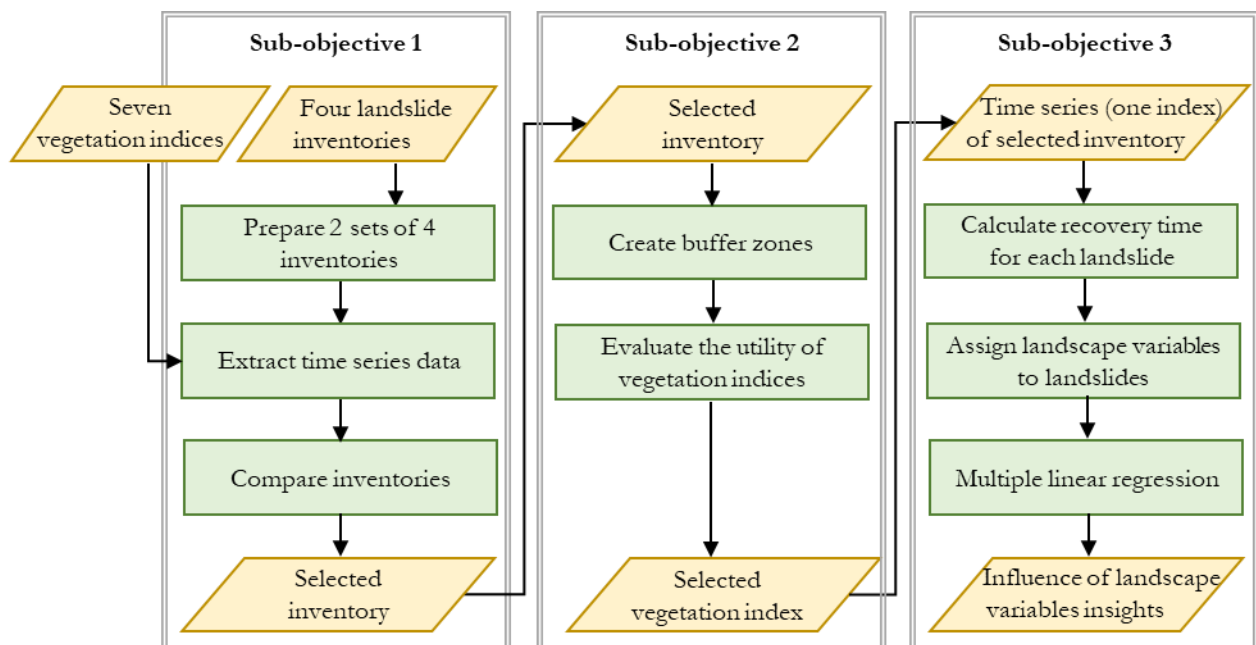 Sub-objective 1
Seven
vegetation indices
Four landslide
inventories
Prepare 2 sets of 4
inventories
Extract time series data
Compare inventories
Selected
inventory
Sub-objective 2
Selected
inventory
Create buffer zones
Evaluate the utility of
vegetation indices
Selected
vegetation index
Sub-objective 3
Time series (one index)
of selected inventory
Calculate recovery time
for each landslide
Assign landscape variables
to landslides
Multiple linear regression
Influence of landscape
variables insights